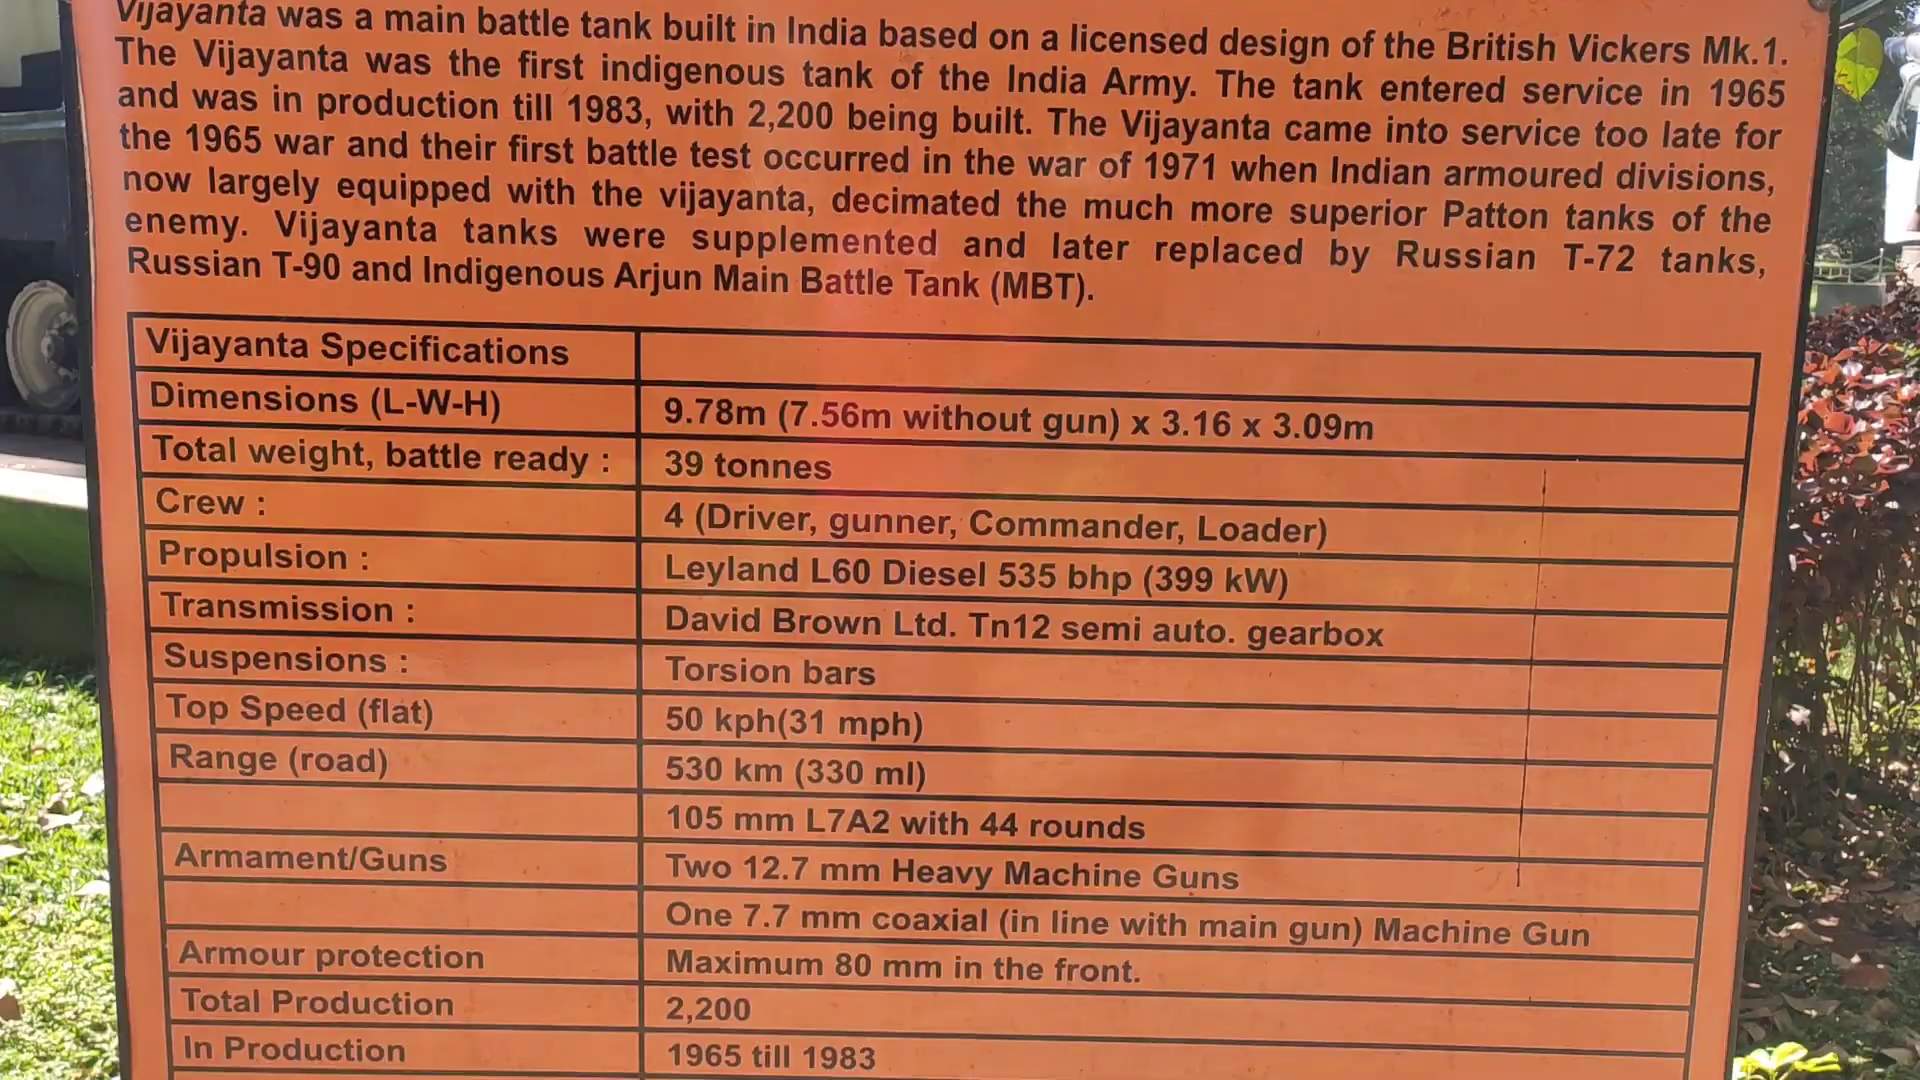 Vijayanta was a main battle tank built in India based on a licensed design of the British Vickers Mk.1.
The Vijayanta was the first indigenous tank of the India Army. The tank entered service in 1965
and was in production till 1983, with 2,200 being built. The Vijayanta came into service too late for
the 1965 war and their first battle test occurred in the war of 1971 when Indian armoured divisions,
now largely equipped with the vijayanta, decimated the much more superior Patton tanks of the
enemy. Vijayanta tanks were supplemented and later replaced by Russian T-72 tanks,
Russian T-90 and Indigenous Arjun Main Battle Tank (MBT).
Vijayanta Specifications
Dimensions (L-W-H) 9.78m (7.56m without gun) x 3.16 x 3.09m
Total weight, battle ready : 39 tonnes
Crew : 4 (Driver, gunner, Commander, Loader)
Propulsion : Leyland L60 Diesel 535 bhp (399 kW)
Transmission : David Brown Ltd. Tn12 semi auto. gearbox
Suspensions : Torsion bars
Top Speed (flat) 50 kph(31 mph)
Range (road) 530 km (330 ml)
105 mm L7A2 with 44 rounds
Armament/Guns Two 12.7 mm Heavy Machine Guns
One 7.7 mm coaxial (in line with main gun) Machine Gun
Armour protection Maximum 80 mm in the front.
Total Production 2,200
In Production 1965 till 1983